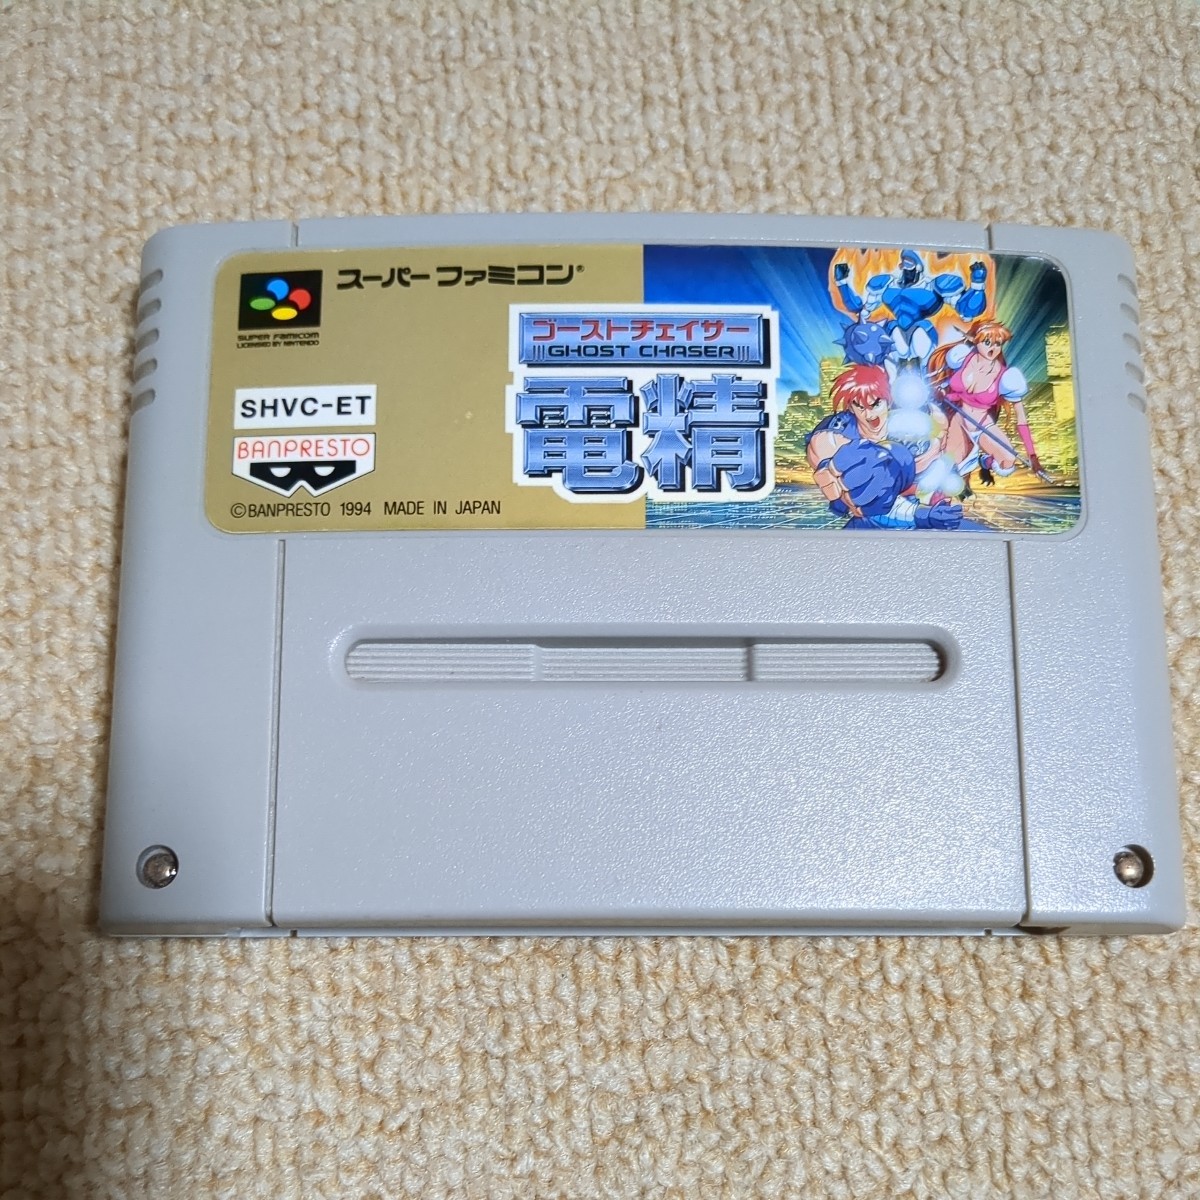 スーパーファミコン®
SUPER FAMICOM
LICENSED BY NINTENDO
ゴーストチェイサー
GHOST CHASER
電精
SHVC-ET
BANPRESTO
©BANPRESTO 1994 MADE IN JAPAN